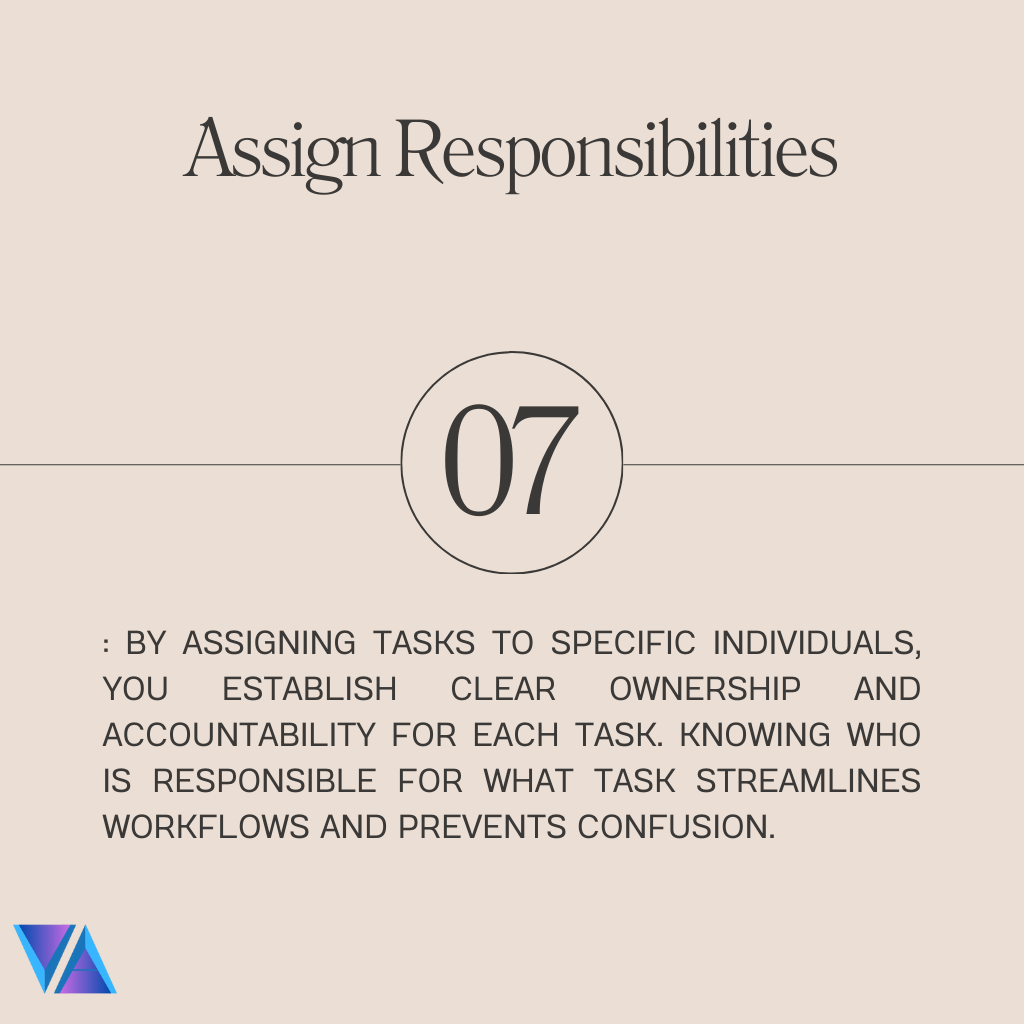 Assign Responsibilities
07
: BY ASSIGNING TASKS TO SPECIFIC INDIVIDUALS,
YOU ESTABLISH CLEAR OWNERSHIP AND
ACCOUNTABILITY FOR EACH TASK. KNOWING WHO
IS RESPONSIBLE FOR WHAT TASK STREAMLINES
WORKFLOWS AND PREVENTS CONFUSION.
VA